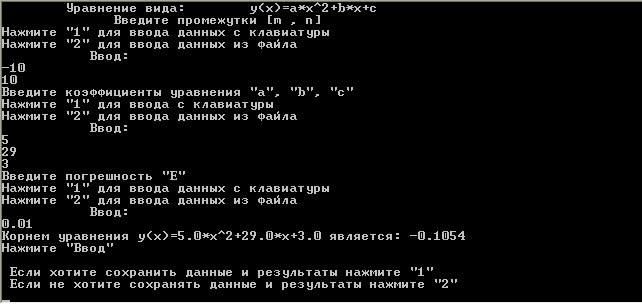 Уравнение вида: y(x)=a*x^2+b*x+c
Введите промежутки [m , n]
Нажмите "1" для ввода данных с клавиатуры
Нажмите "2" для ввода данных из файла
Ввод:
-10
10
Введите коэффициенты уравнения "a", "b", "c"
Нажмите "1" для ввода с клавиатуры
Нажмите "2" для ввода данных из файла
Ввод:
5
29
3
Введите погрешность "E"
Нажмите "1" для ввода данных с клавиатуры
Нажмите "2" для ввода данных из файла
Ввод:
0.01
Корнем уравнения y(x)=5.0*x^2+29.0*x+3.0 является: -0.1054
Нажмите "Ввод"
Если хотите сохранить данные и результаты нажмите "1"
Если не хотите сохранять данные и результаты нажмите "2"